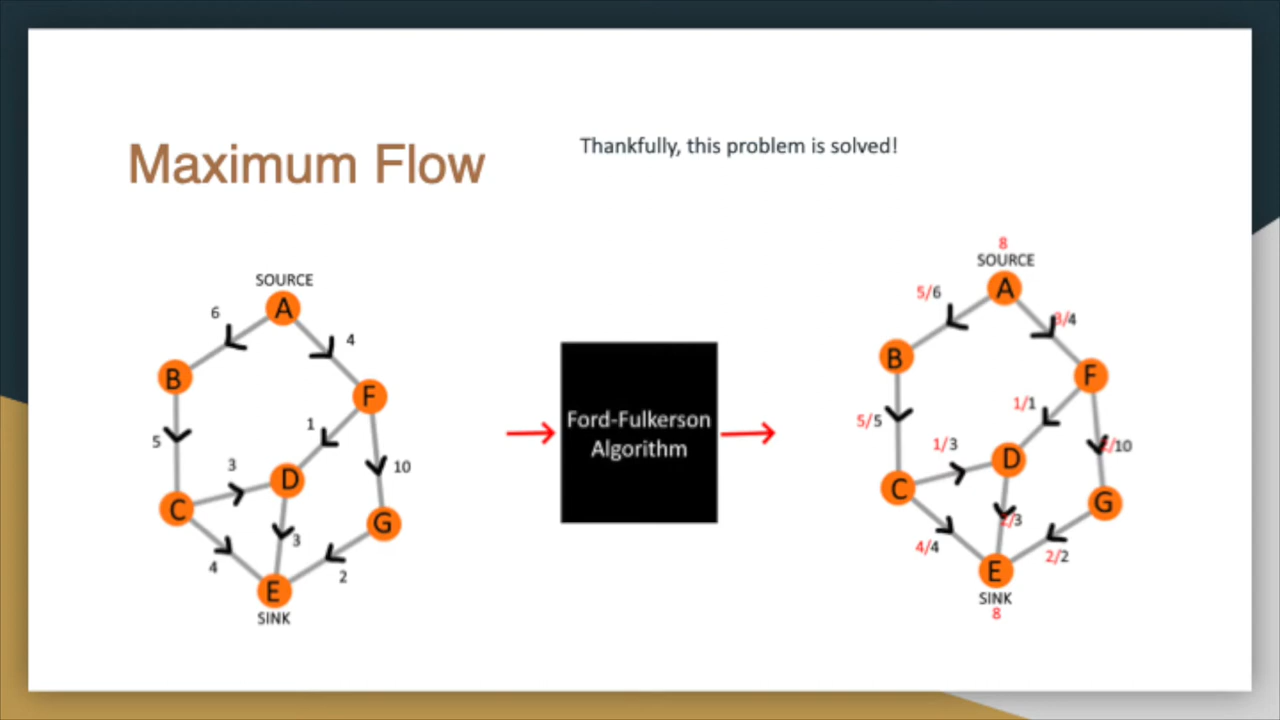 Maximum Flow
Thankfully, this problem is solved!
SOURCE
A
6
4
B
F
1
5
3
D
10
C
G
3
4
2
E
SINK
Ford-Fulkerson
Algorithm
8
SOURCE
A
5/6
3/4
B
F
1/1
5/5
1/3
/10
D
C
G
2/3
4/4
2/2
E
SINK
8